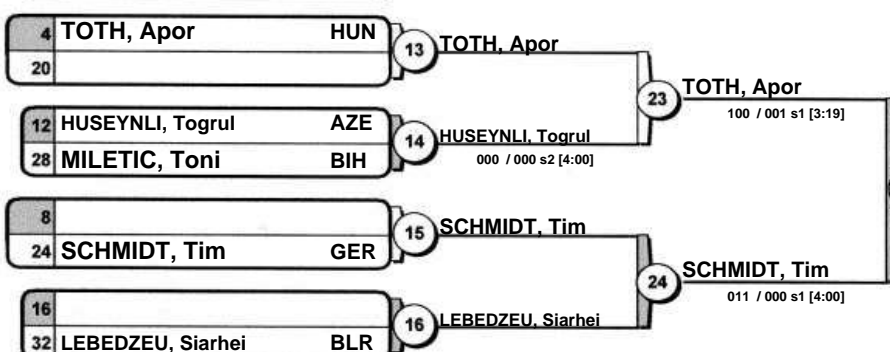 4 TOTH, Apor HUN
20
13 TOTH, Apor
12 HUSEYNLI, Togrul AZE
28 MILETIC, Toni BIH
14 HUSEYNLI, Togrul
000 / 000 s2 [4:00]
23 TOTH, Apor
100 / 001 s1 [3:19]
8
24 SCHMIDT, Tim GER
15 SCHMIDT, Tim
16
32 LEBEDZEU, Siarhei BLR
16 LEBEDZEU, Siarhei
24 SCHMIDT, Tim
011 / 000 s1 [4:00]